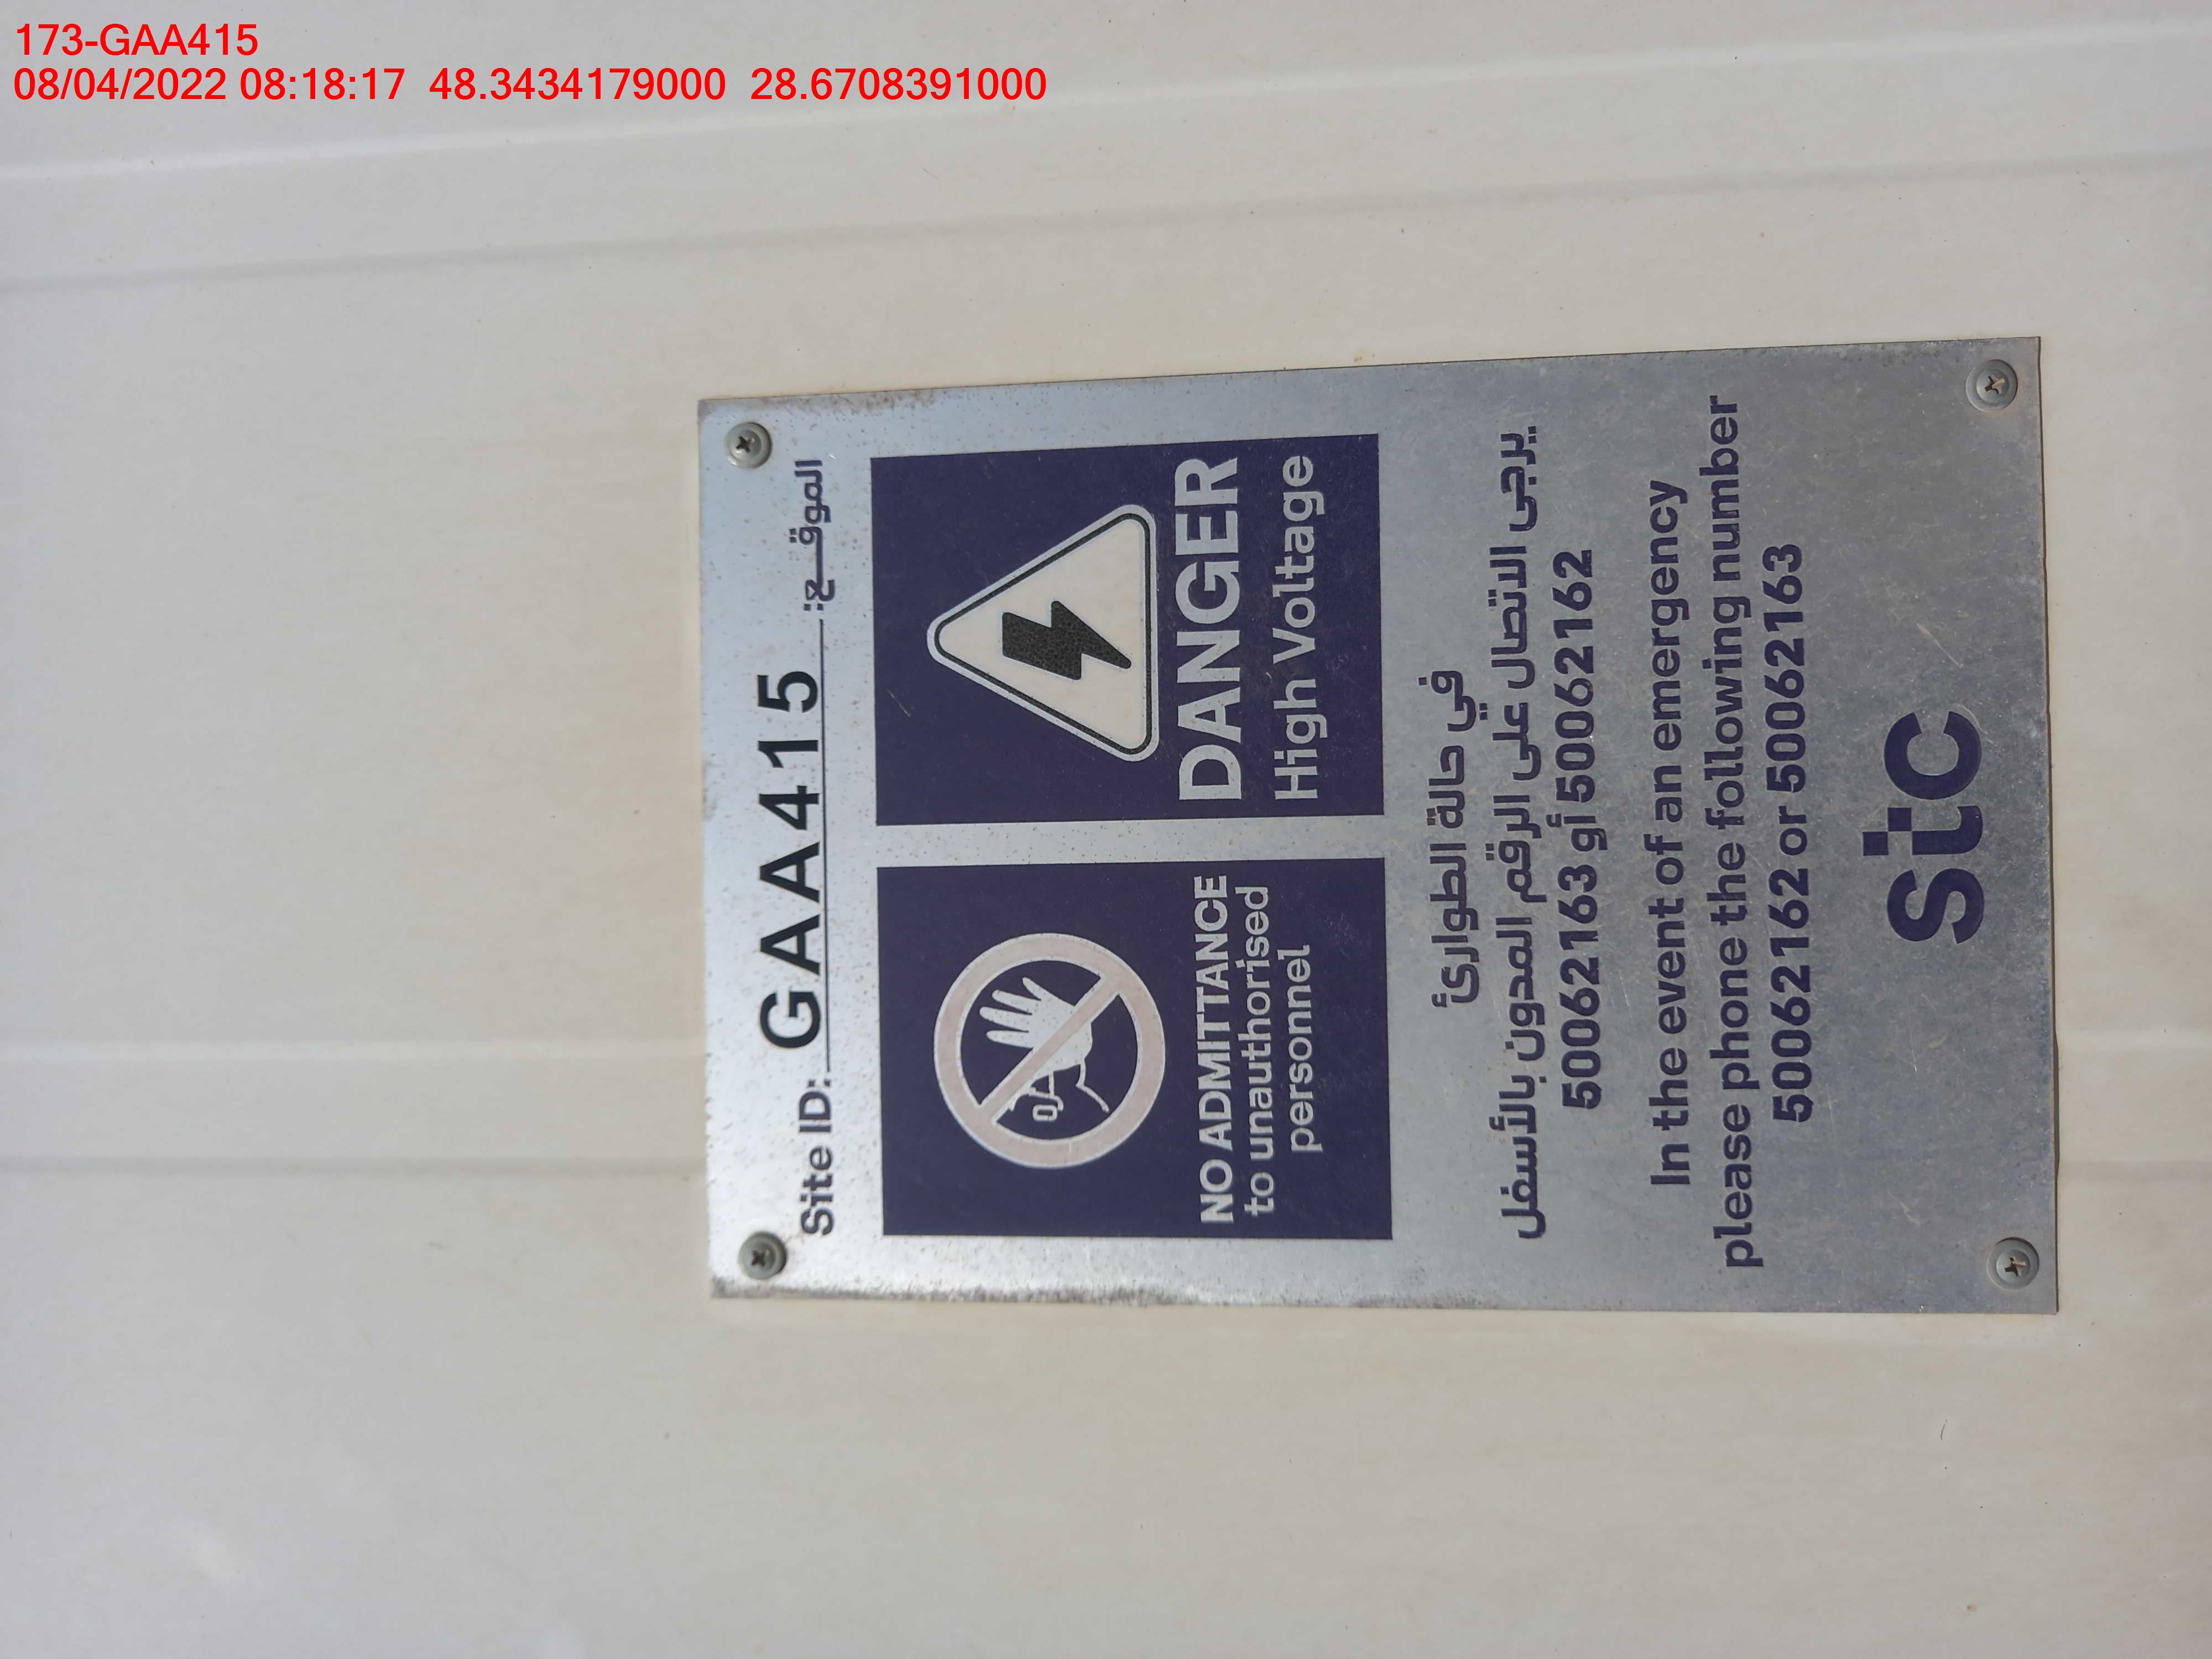 173-GAA415
08/04/2022 08:18:17 48.3434179000 28.6708391000
Site ID: GAA415 الموقـع:
NO ADMITTANCE
to unauthorised
personnel
DANGER
High Voltage
في حالة الطوارئ
يرجى الاتصال على الرقم المدون بالأسفل
50062163 أو 50062162
In the event of an emergency
please phone the following number
50062162 or 50062163
stc